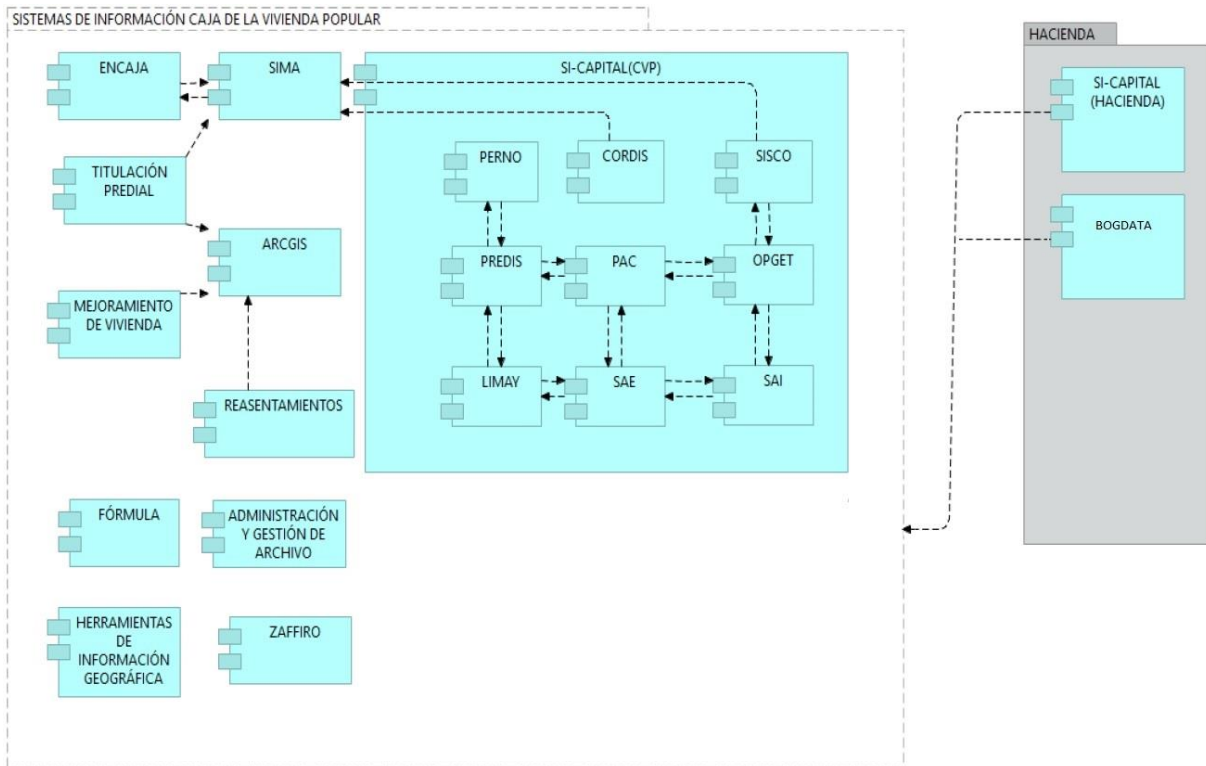 SISTEMAS DE INFORMACIÓN CAJA DE LA VIVIENDA POPULAR
HACIENDA
ENCAJA
SIMA
SI-CAPITAL(CVP)
SI-CAPITAL
(HACIENDA)
TITULACIÓN
PREDIAL
PERNO
CORDIS
SISCO
BOGDATA
ARCGIS
PREDIS
PAC
OPGET
MEJORAMIENTO
DE VIVIENDA
LIMAY
SAE
SAI
REASENTAMIENTOS
FÓRMULA
ADMINISTRACIÓN
Y GESTIÓN DE
ARCHIVO
HERRAMIENTAS
DE
INFORMACIÓN
GEOGRÁFICA
ZAFFIRO